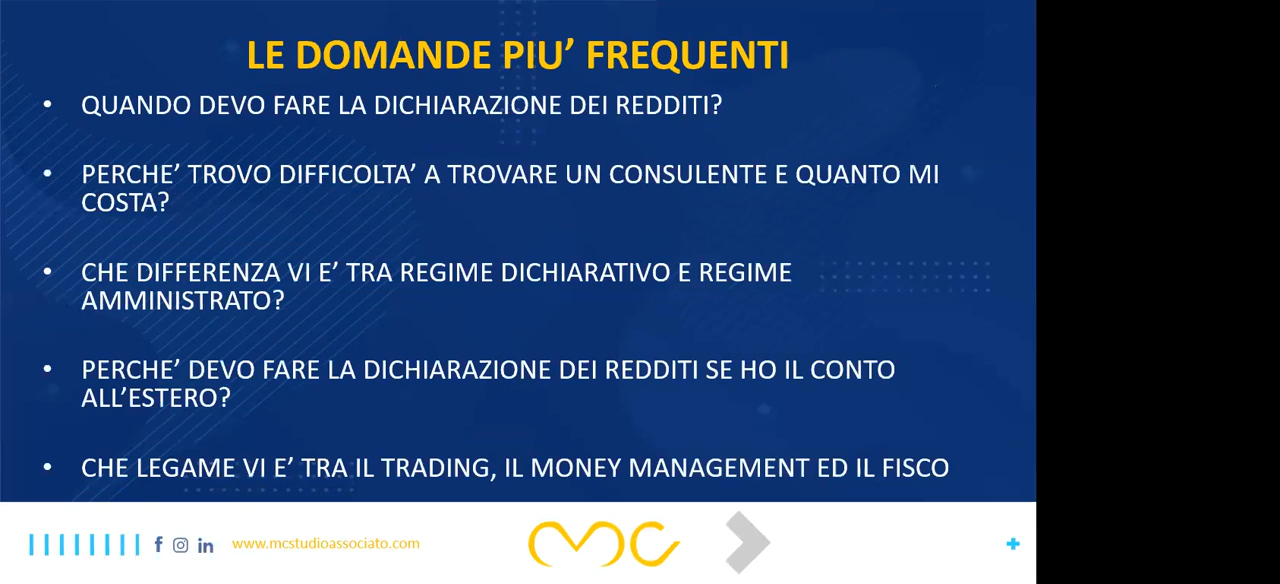 LE DOMANDE PIU' FREQUENTI
• QUANDO DEVO FARE LA DICHIARAZIONE DEI REDDITI?
• PERCHE' TROVO DIFFICOLTA' A TROVARE UN CONSULENTE E QUANTO MI
COSTA?
• CHE DIFFERENZA VI E' TRA REGIME DICHIARATIVO E REGIME
AMMINISTRATO?
• PERCHE' DEVO FARE LA DICHIARAZIONE DEI REDDITI SE HO IL CONTO
ALL'ESTERO?
• CHE LEGAME VI E' TRA IL TRADING, IL MONEY MANAGEMENT ED IL FISCO
www.mcstudioassociato.com
MC